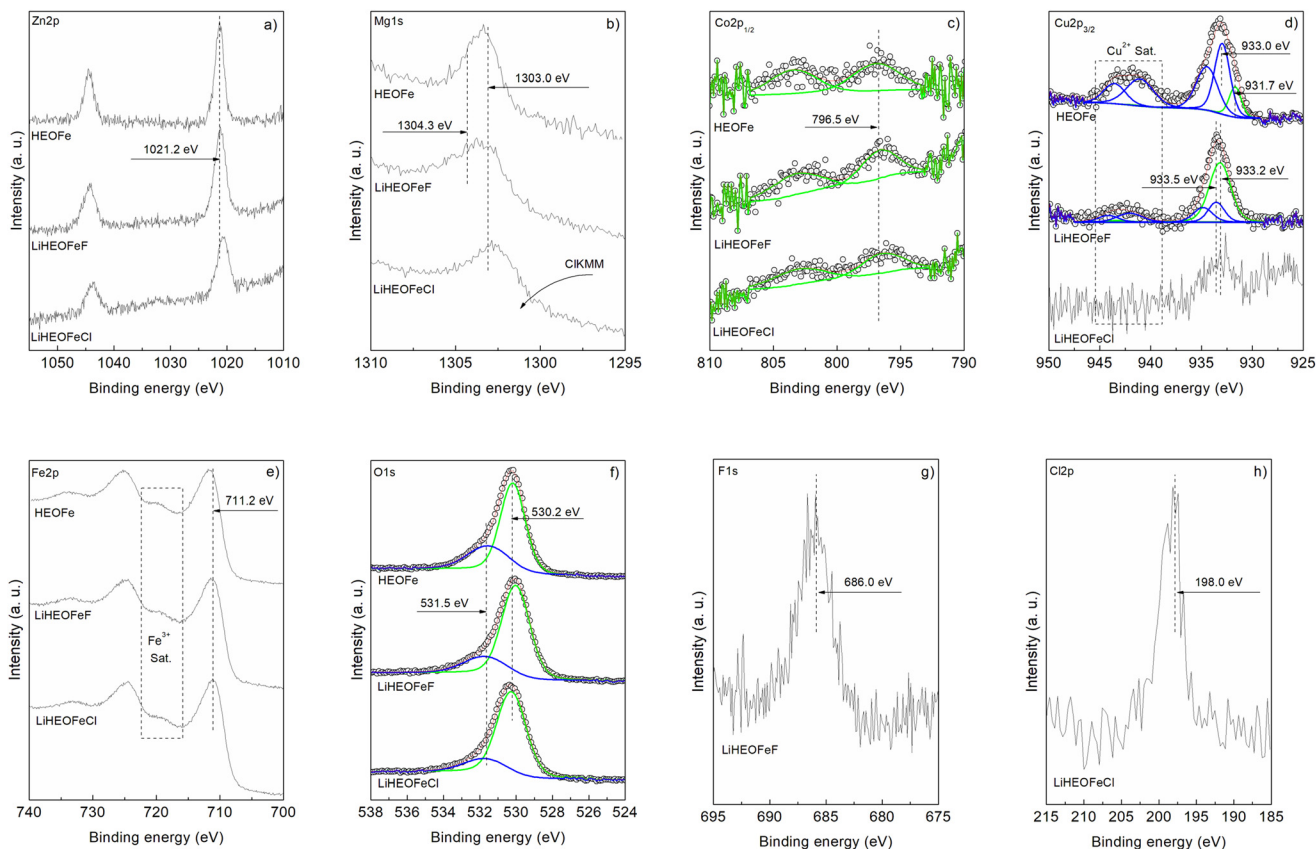 Zn2p
a)
HEOFe
1021.2 eV
LiHEOFeF
LiHEOFeCl
Intensity (a. u.)
1050
1040
1030
1020
1010
Binding energy (eV)
Mg1s
b)
1303.0 eV
HEOFe
1304.3 eV
LiHEOFeF
ClKMM
LiHEOFeCl
Intensity (a. u.)
1310
1305
1300
1295
Binding energy (eV)
Co2p1/2
c)
HEOFe
796.5 eV
LiHEOFeF
LiHEOFeCl
Intensity (a. u.)
810
805
800
795
790
Binding energy (eV)
Cu2p3/2
d)
Cu2+ Sat.
933.0 eV
931.7 eV
HEOFe
933.5 eV
933.2 eV
LiHEOFeF
LiHEOFeCl
Intensity (a. u.)
950
945
940
935
930
925
Binding energy (eV)
Fe2p
e)
711.2 eV
HEOFe
LiHEOFeF
Fe3+
Sat.
LiHEOFeCl
Intensity (a. u.)
740
730
720
710
700
Binding energy (eV)
O1s
f)
530.2 eV
HEOFe
531.5 eV
LiHEOFeF
LiHEOFeCl
Intensity (a. u.)
538
536
534
532
530
528
526
524
Binding energy (eV)
F1s
g)
686.0 eV
LiHEOFeF
Intensity (a. u.)
695
690
685
680
675
Binding energy (eV)
Cl2p
h)
198.0 eV
LiHEOFeCl
Intensity (a. u.)
215
210
205
200
195
190
185
Binding energy (eV)